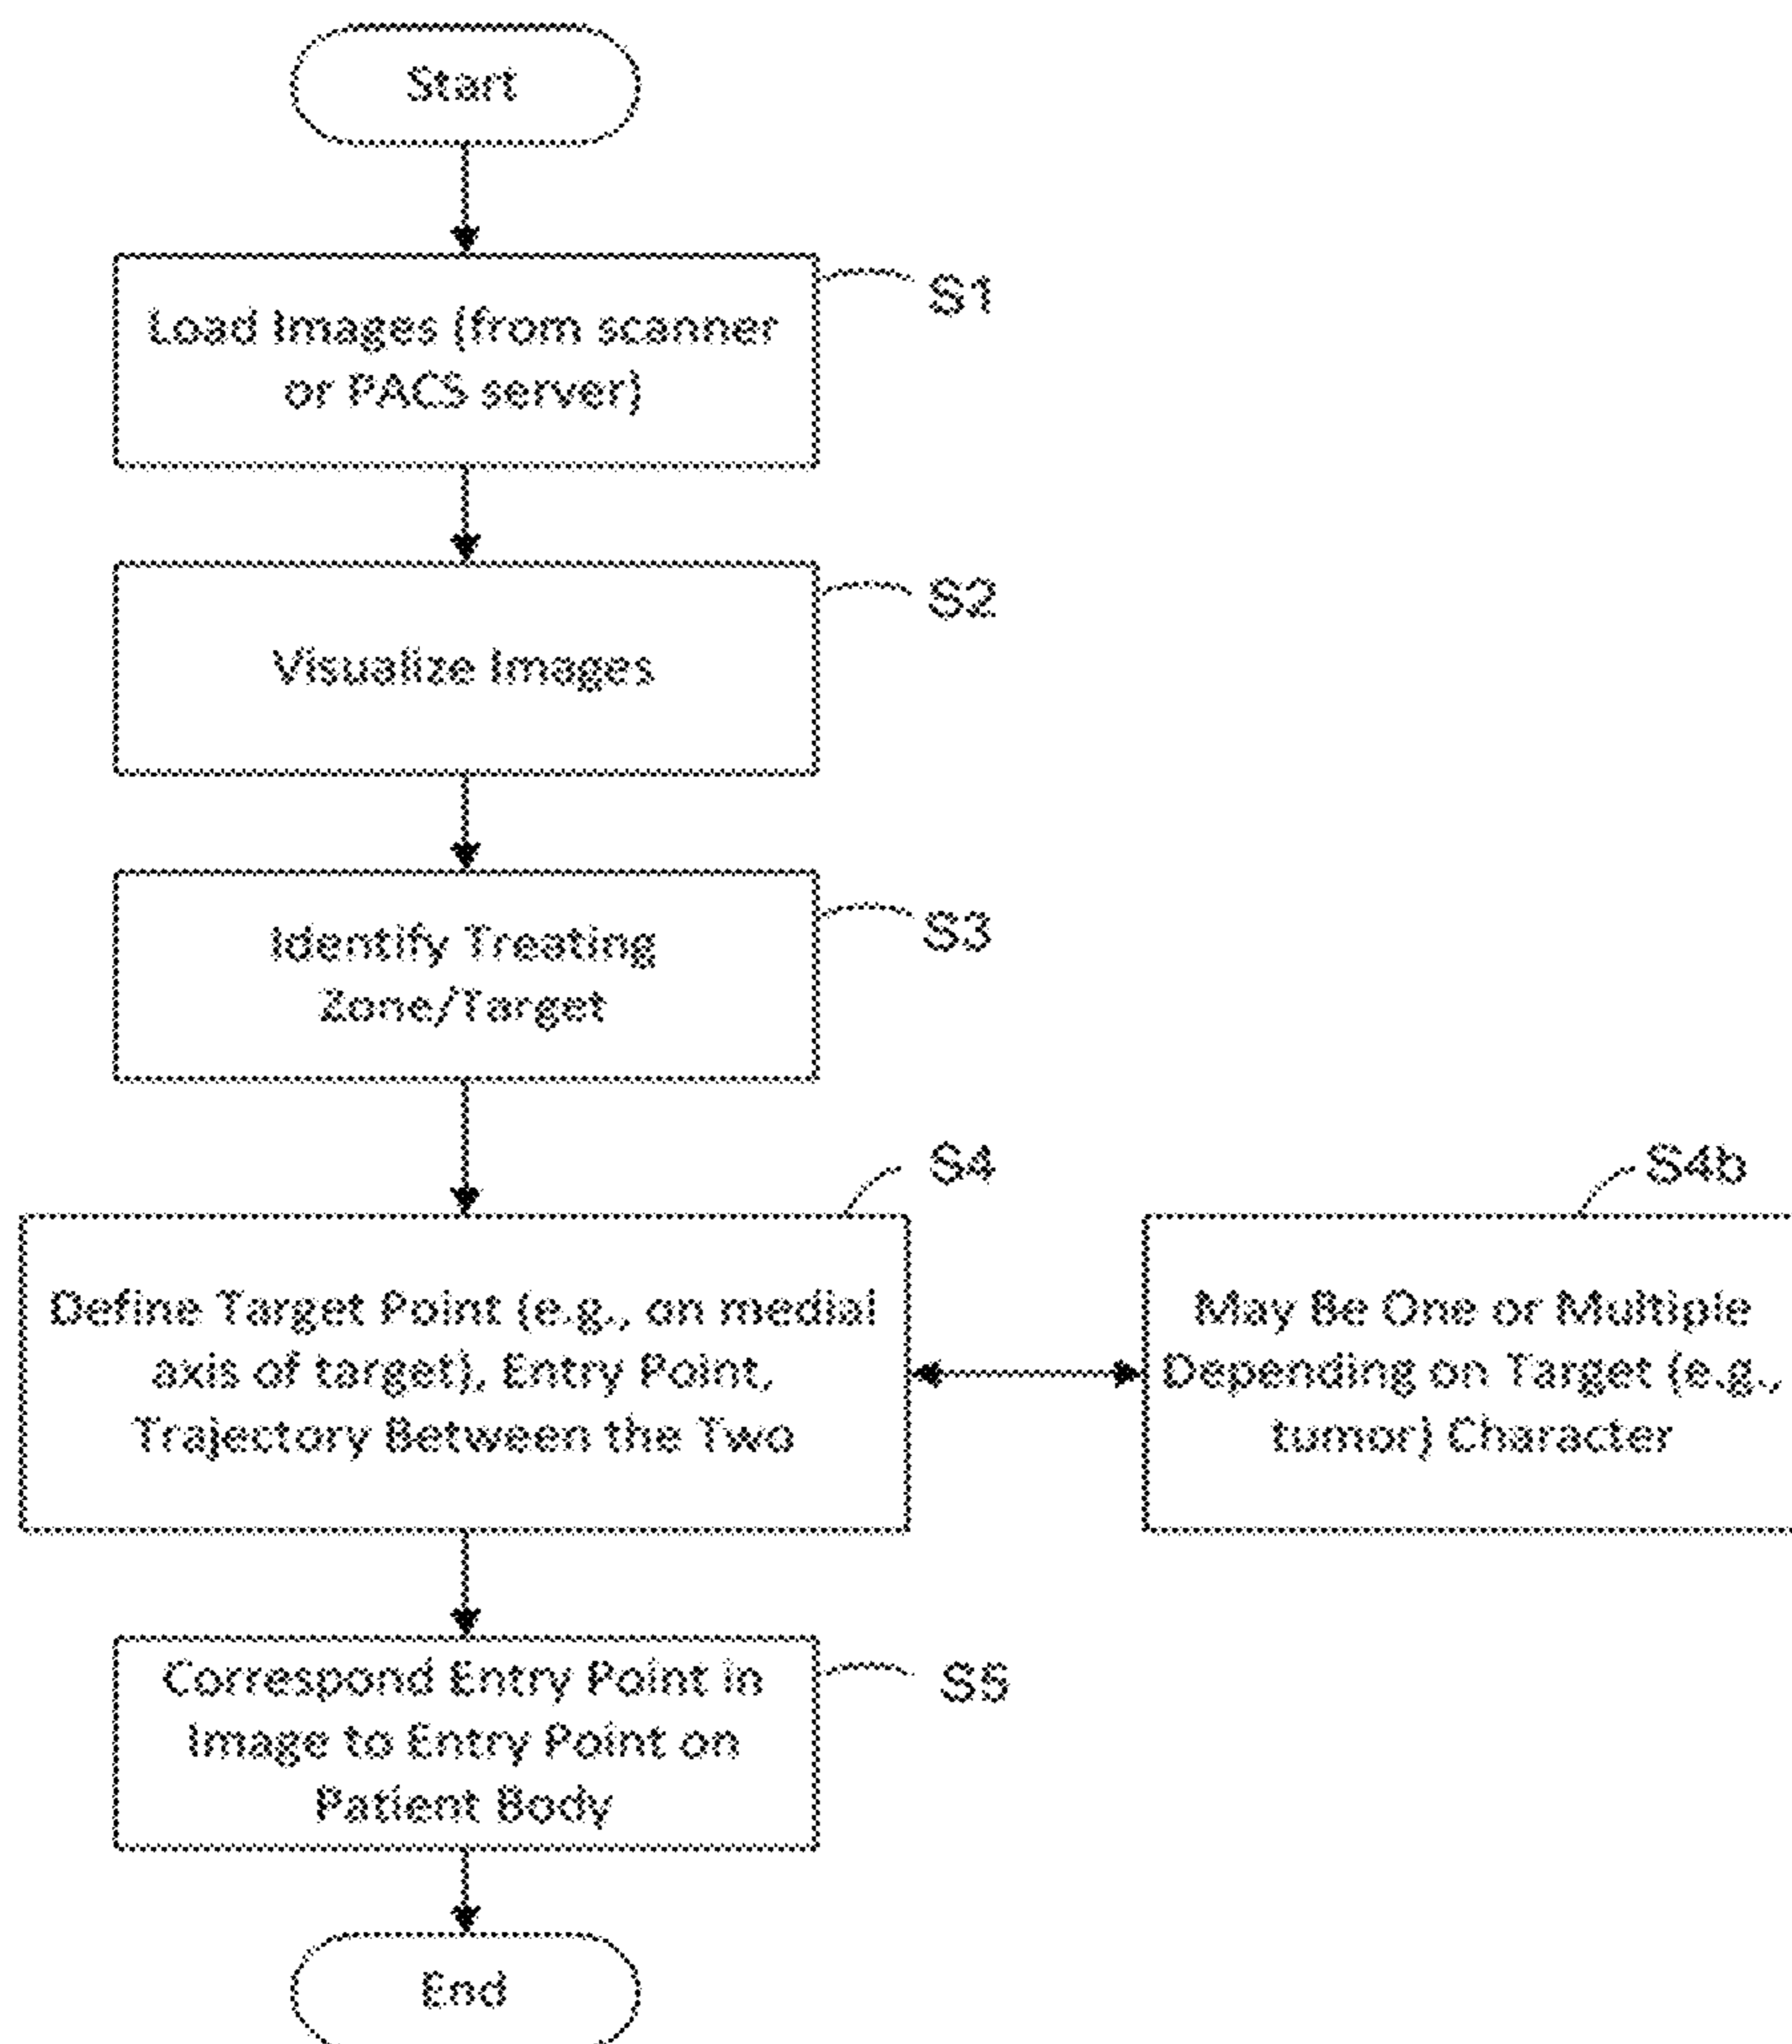 Start
S1
Load Images (from scanner
or PACS server)
S2
Visualize Images
S3
Identify Treating
Zone/Target
S4
Define Target Point (e.g., on medial
axis of target), Entry Point,
Trajectory Between the Two
S4b
May Be One or Multiple
Depending on Target (e.g.,
tumor) Character
S5
Correspond Entry Point in
Image to Entry Point on
Patient Body
End